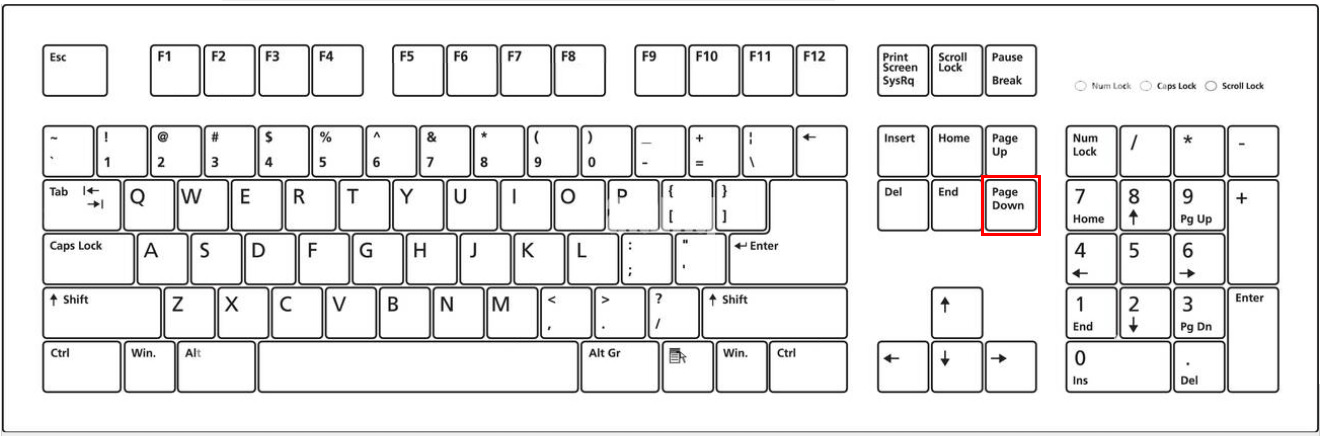 Esc F1 F2 F3 F4 F5 F6 F7 F8 F9 F10 F11 F12 Print Screen SysRq Scroll Lock Pause Break
Num Lock Caps Lock Scroll Lock
~ ` ! 1 @ 2 # 3 $ 4 % 5 ^ 6 & 7 * 8 ( 9 ) 0 _ - + = ¦ \ ← Insert Home Page Up Num Lock / * -
Tab Q W E R T Y U I O P { [ } ] Del End Page Down 7 Home 8 ↑ 9 Pg Up +
Caps Lock A S D F G H J K L : ; " ' ↵ Enter 4 ← 5 6 →
↑ Shift Z X C V B N M < , > . ? / ↑ Shift ↑ 1 End 2 ↓ 3 Pg Dn Enter
Ctrl Win. Alt Alt Gr Win. Ctrl ← ↓ → 0 Ins . Del